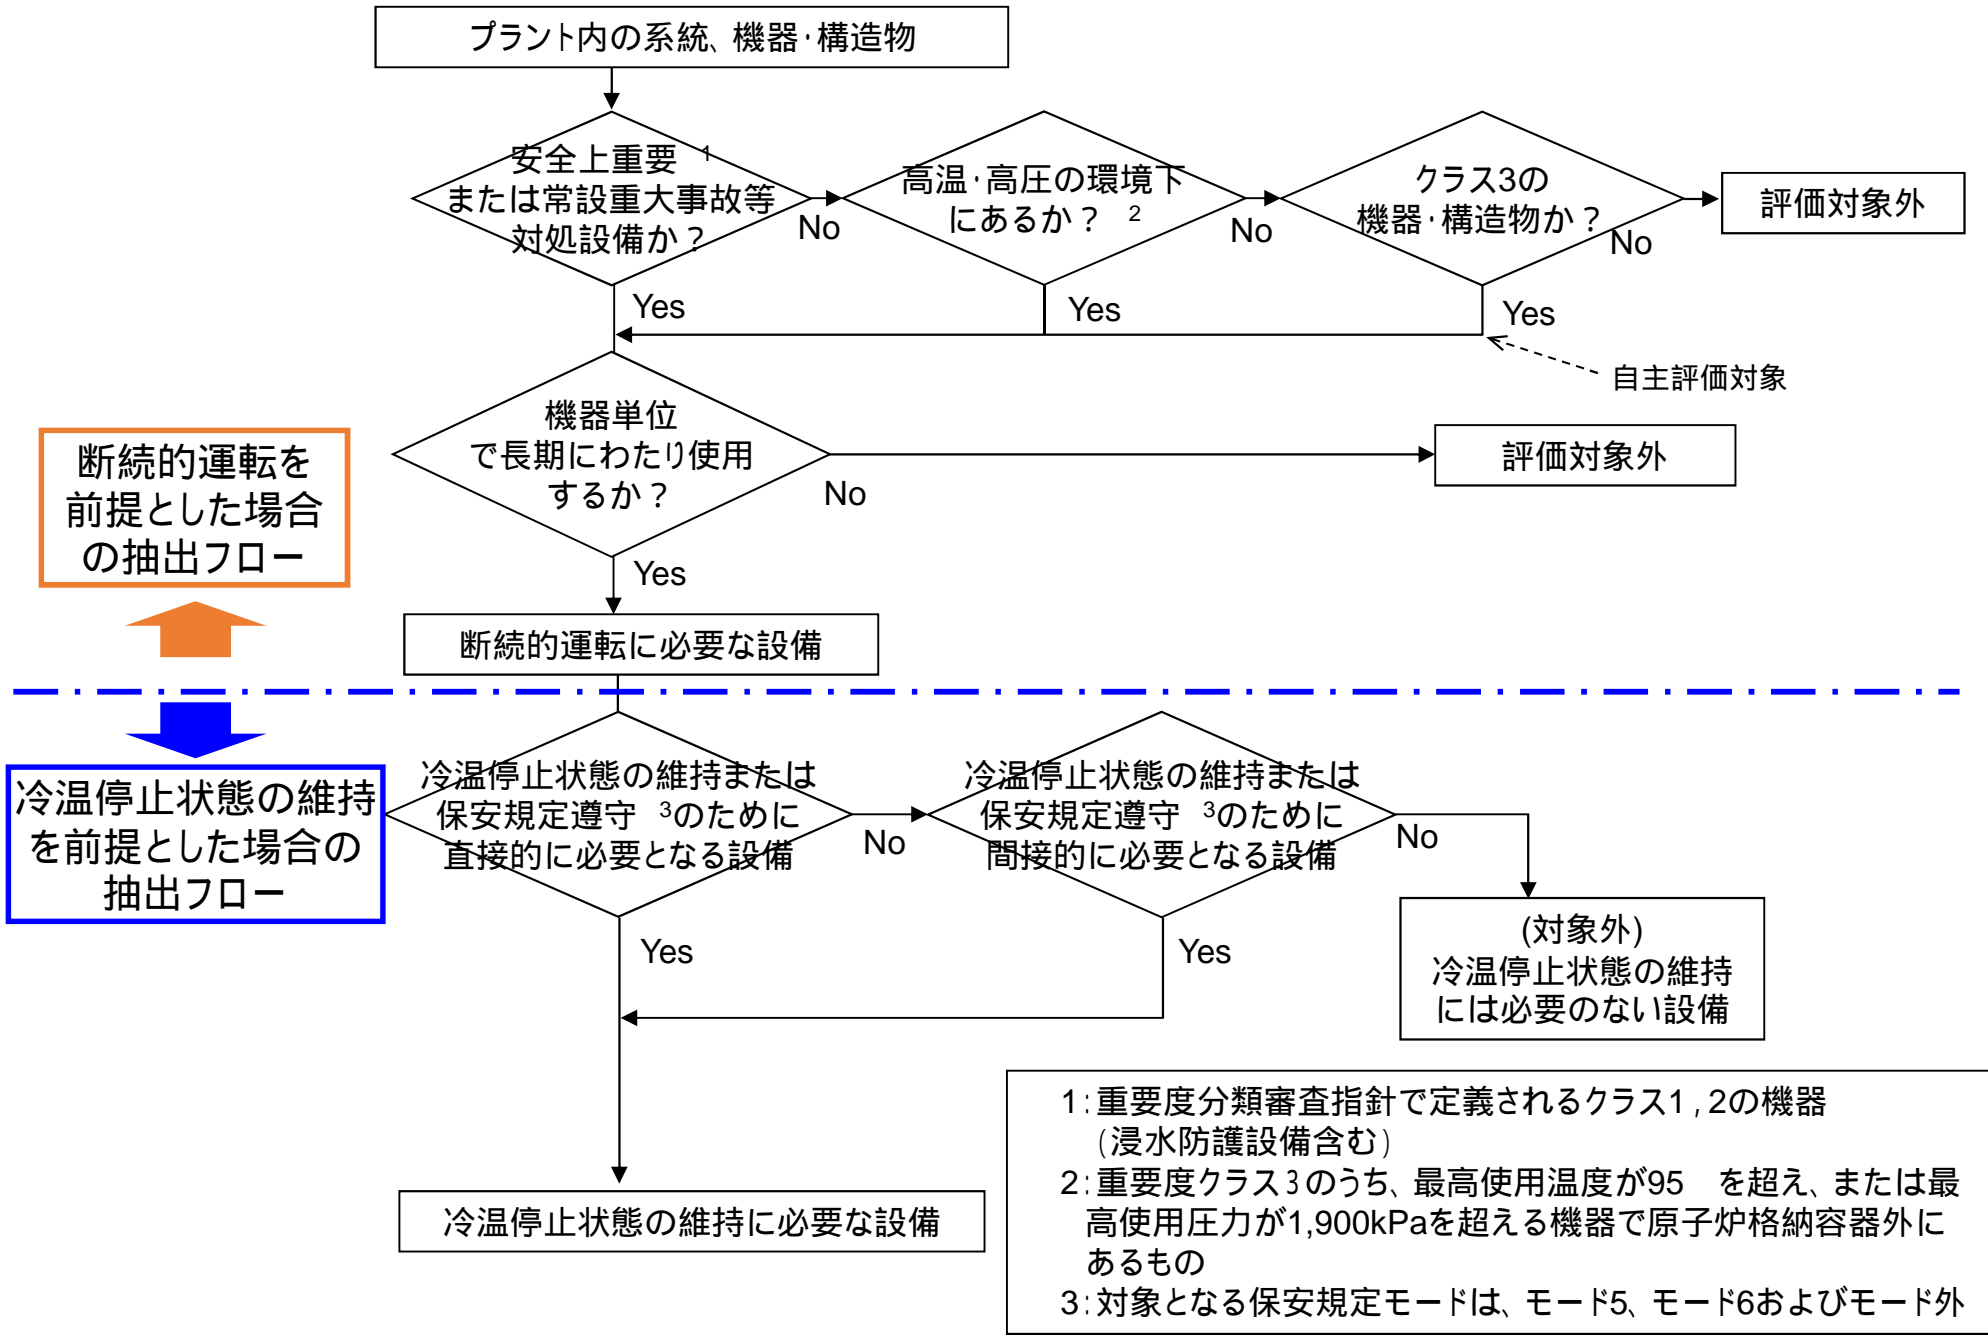 プラント内の系統、機器・構造物
安全上重要 1
または常設重大事故等
対処設備か？
No
高温・高圧の環境下
にあるか？ 2
No
クラス3の
機器・構造物か？
No
評価対象外
Yes
Yes
Yes
自主評価対象
機器単位
で長期にわたり使用
するか？
No
評価対象外
Yes
断続的運転を
前提とした場合
の抽出フロー
断続的運転に必要な設備
冷温停止状態の維持
を前提とした場合の
抽出フロー
冷温停止状態の維持または
保安規定遵守 3のために
直接的に必要となる設備
No
冷温停止状態の維持または
保安規定遵守 3のために
間接的に必要となる設備
No
Yes
Yes
(対象外)
冷温停止状態の維持
には必要のない設備
冷温停止状態の維持に必要な設備
1：重要度分類審査指針で定義されるクラス1，2の機器
（浸水防護設備含む）
2：重要度クラス3のうち、最高使用温度が95 を超え、または最
高使用圧力が1,900kPaを超える機器で原子炉格納容器外に
あるもの
3：対象となる保安規定モードは、モード5、モード6およびモード外